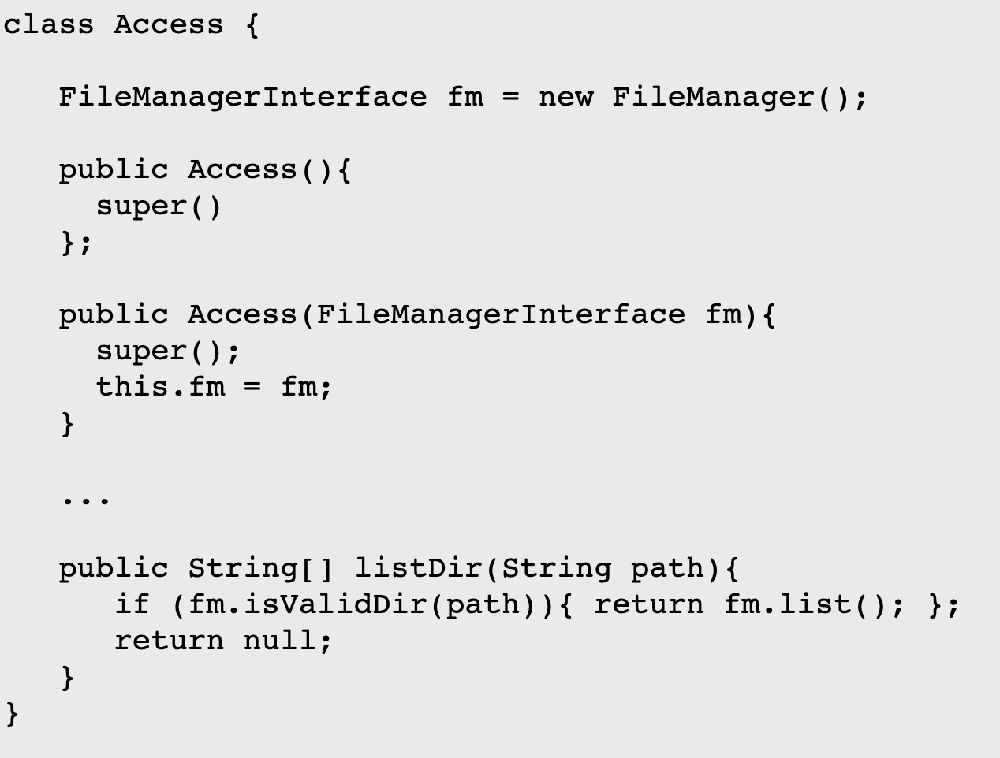 class Access {
FileManagerInterface fm = new FileManager();
public Access(){
super()
};
public Access(FileManagerInterface fm){
super();
this.fm = fm;
}
...
public String[] listDir(String path){
if (fm.isValidDir(path)){ return fm.list(); };
return null;
}
}